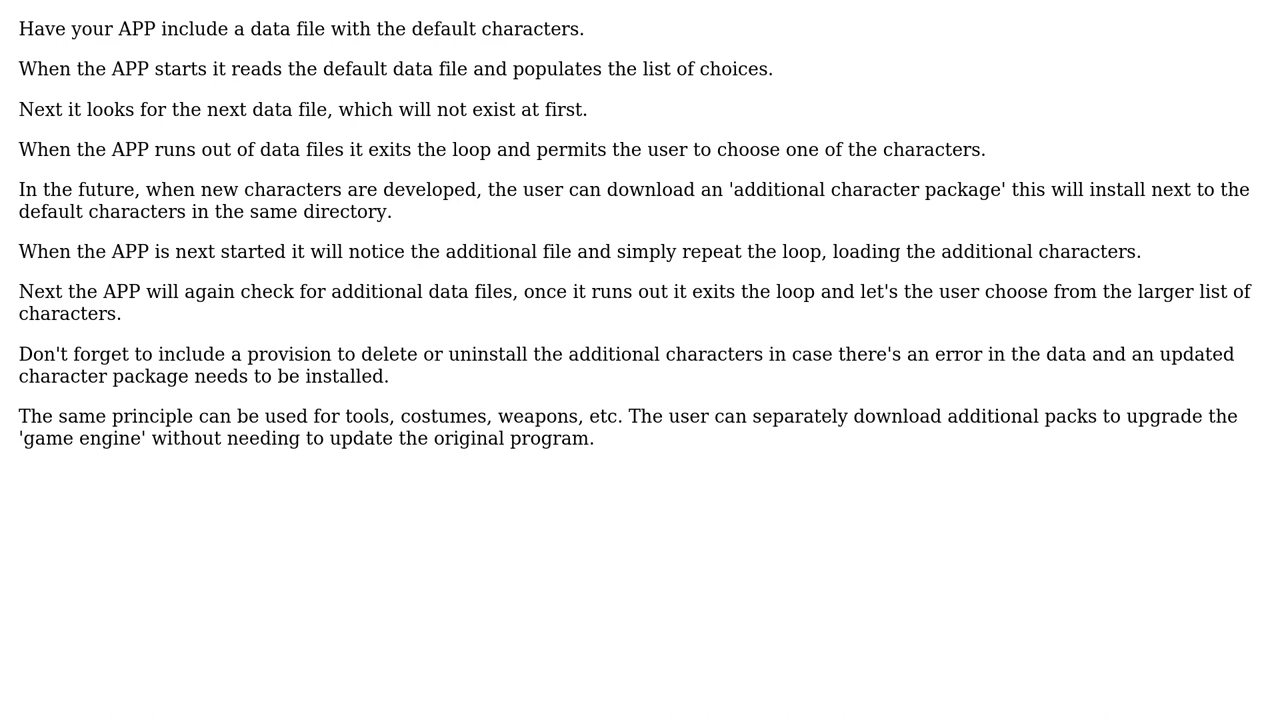 Have your APP include a data file with the default characters.
When the APP starts it reads the default data file and populates the list of choices.
Next it looks for the next data file, which will not exist at first.
When the APP runs out of data files it exits the loop and permits the user to choose one of the characters.
In the future, when new characters are developed, the user can download an 'additional character package' this will install next to the
default characters in the same directory.
When the APP is next started it will notice the additional file and simply repeat the loop, loading the additional characters.
Next the APP will again check for additional data files, once it runs out it exits the loop and let's the user choose from the larger list of
characters.
Don't forget to include a provision to delete or uninstall the additional characters in case there's an error in the data and an updated
character package needs to be installed.
The same principle can be used for tools, costumes, weapons, etc. The user can separately download additional packs to upgrade the
'game engine' without needing to update the original program.